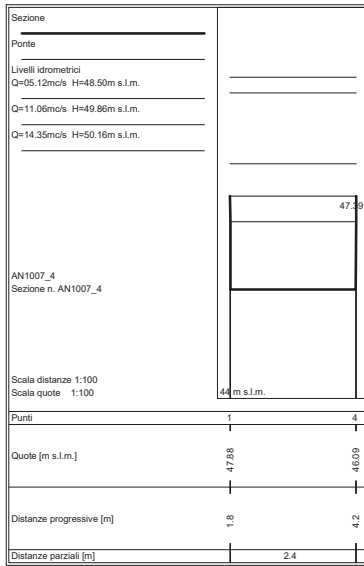 Sezione
Ponte
Livelli idrometrici
Q=05.12mc/s H=48.50m s.l.m.
Q=11.06mc/s H=49.86m s.l.m.
Q=14.35mc/s H=50.16m s.l.m.
47.39
AN1007_4
Sezione n. AN1007_4
Scala distanze 1:100
Scala quote 1:100
44 m s.l.m.
Punti 1 4
Quote [m s.l.m.] 47.88 46.09
Distanze progressive [m] 1.8 4.2
Distanze parziali [m] 2.4